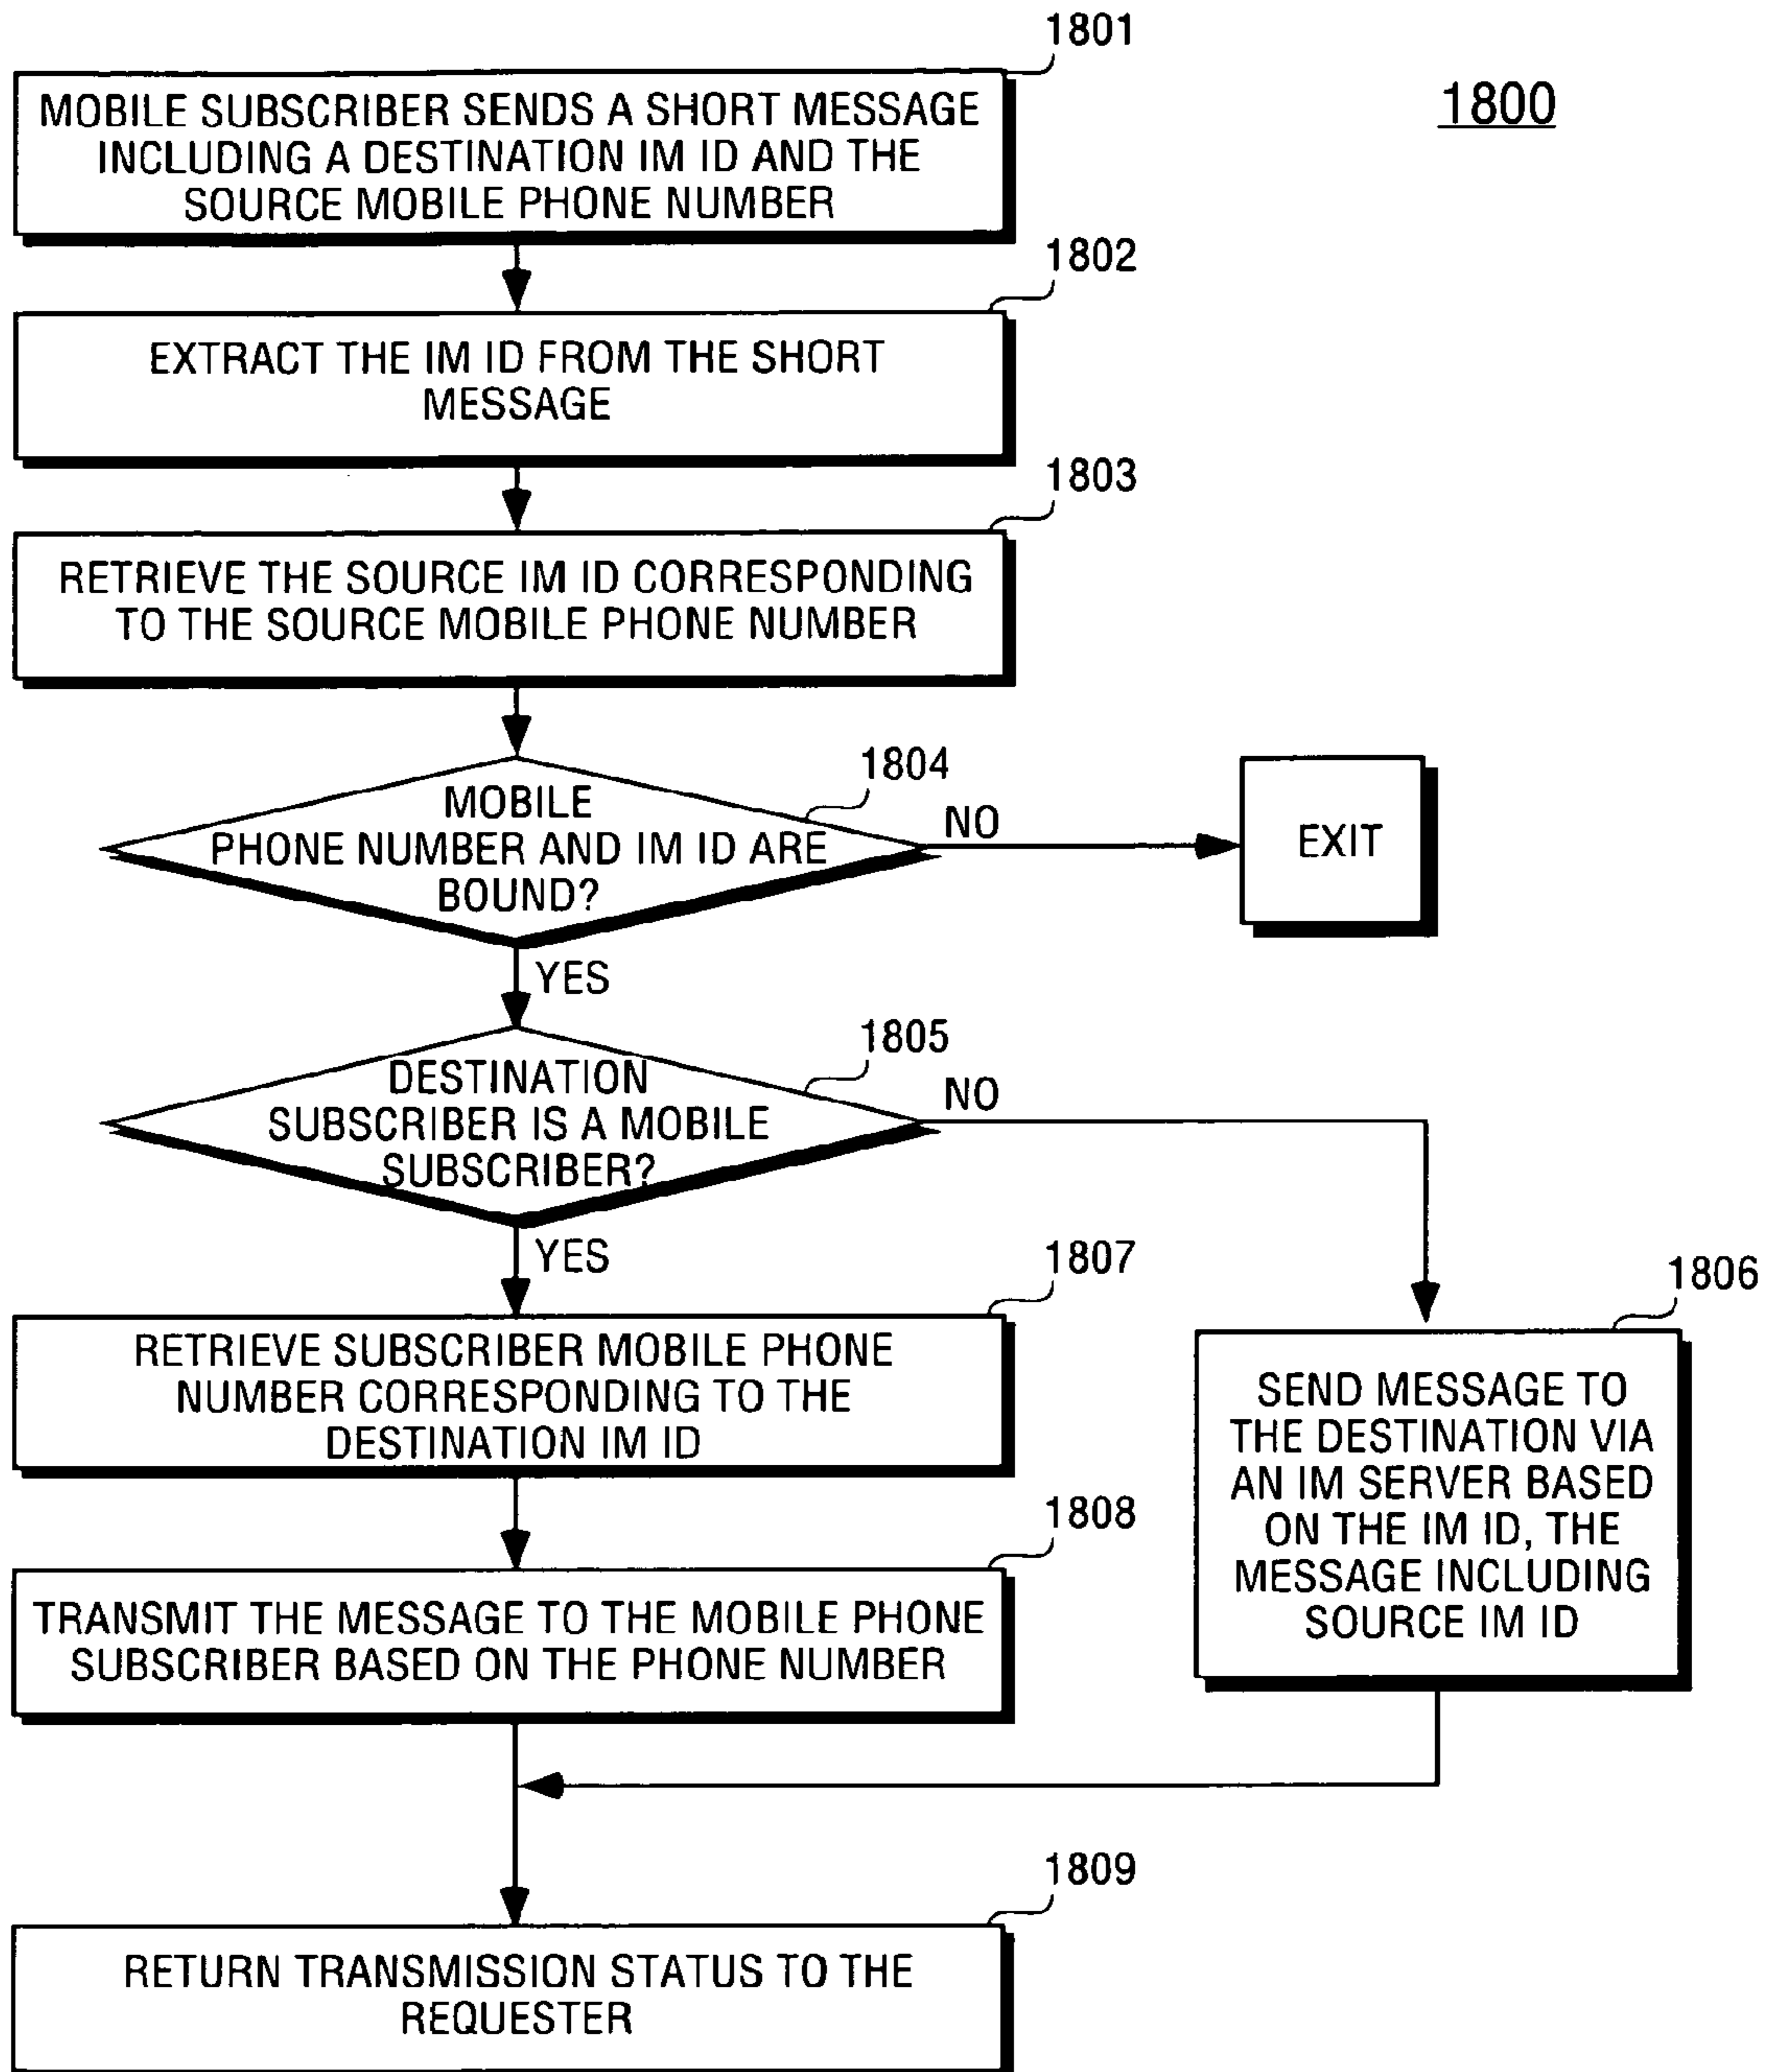 1801
1800
MOBILE SUBSCRIBER SENDS A SHORT MESSAGE
INCLUDING A DESTINATION IM ID AND THE
SOURCE MOBILE PHONE NUMBER
1802
EXTRACT THE IM ID FROM THE SHORT
MESSAGE
1803
RETRIEVE THE SOURCE IM ID CORRESPONDING
TO THE SOURCE MOBILE PHONE NUMBER
1804
MOBILE
PHONE NUMBER AND IM ID ARE
BOUND?
NO
EXIT
YES
1805
DESTINATION
SUBSCRIBER IS A MOBILE
SUBSCRIBER?
NO
YES
1807
RETRIEVE SUBSCRIBER MOBILE PHONE
NUMBER CORRESPONDING TO THE
DESTINATION IM ID
1806
SEND MESSAGE TO
THE DESTINATION VIA
AN IM SERVER BASED
ON THE IM ID, THE
MESSAGE INCLUDING
SOURCE IM ID
1808
TRANSMIT THE MESSAGE TO THE MOBILE PHONE
SUBSCRIBER BASED ON THE PHONE NUMBER
1809
RETURN TRANSMISSION STATUS TO THE
REQUESTER